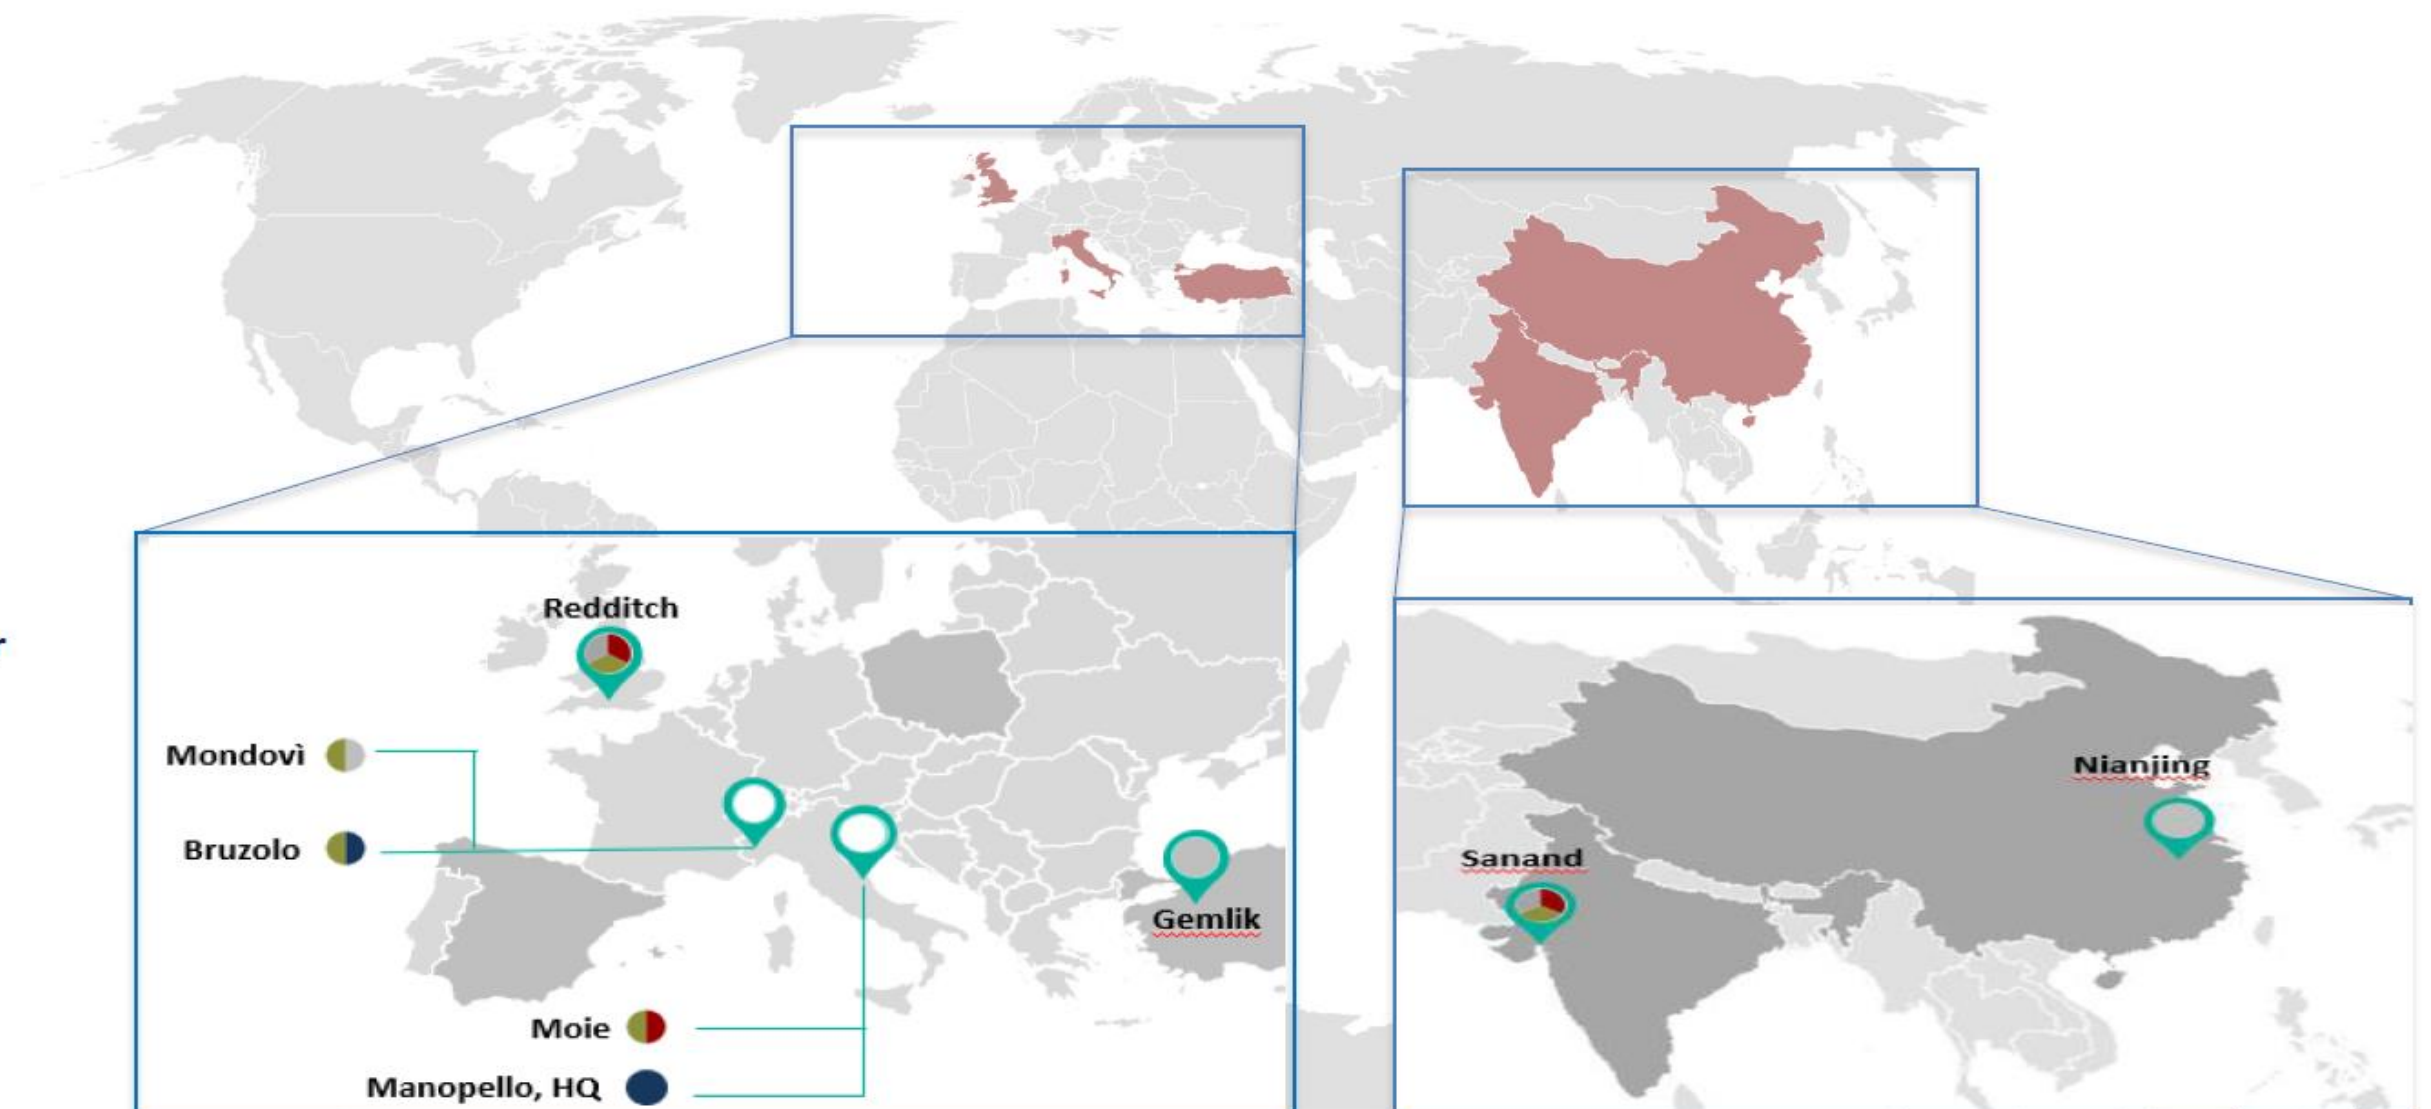 Redditch
Mondovì
Bruzolo
Gemlik
Moie
Manopello, HQ
Nianjing
Sanand